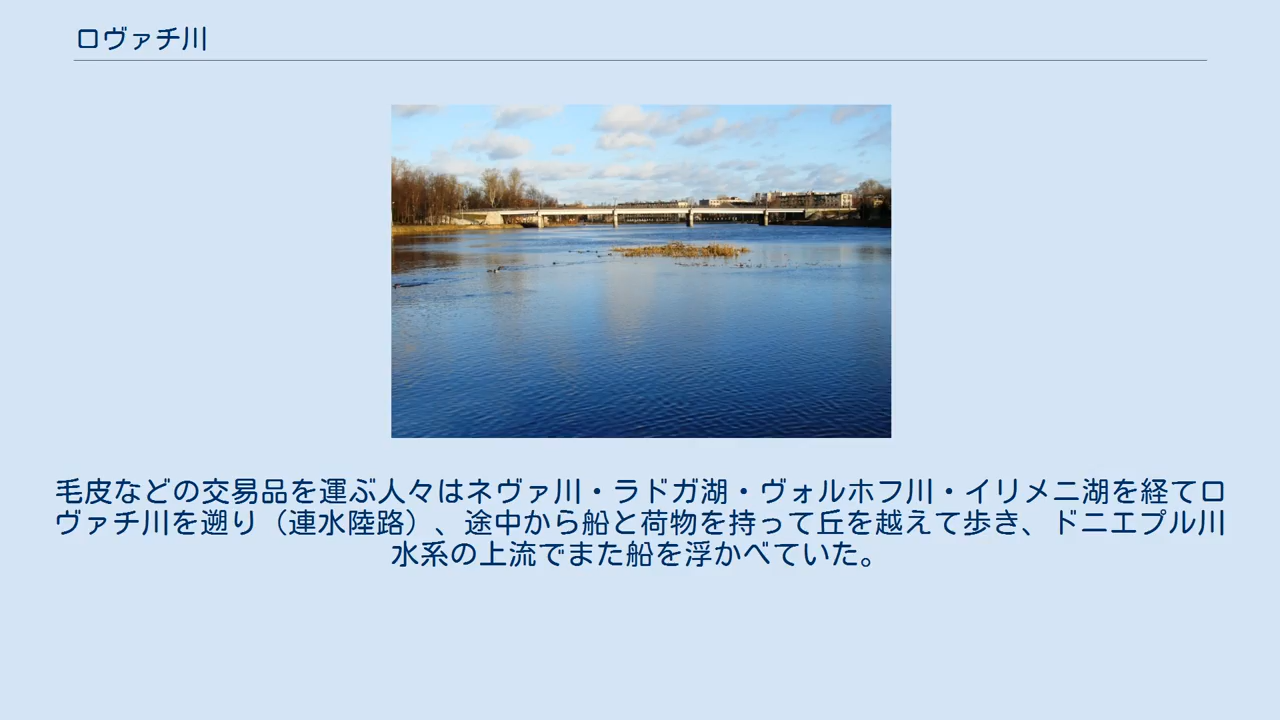 ロヴァチ川
毛皮などの交易品を運ぶ人々はネヴァ川・ラドガ湖・ヴォルホフ川・イリメニ湖を経てロ
ヴァチ川を遡り（連水陸路）、途中から船と荷物を持って丘を越えて歩き、ドニエプル川
水系の上流でまた船を浮かべていた。